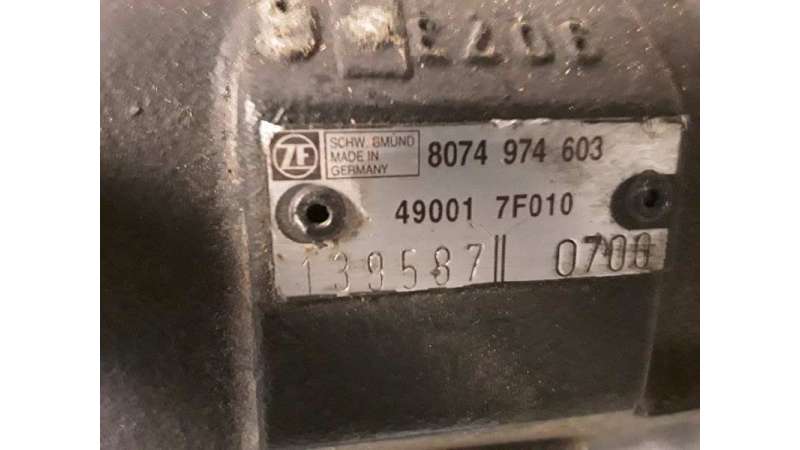 ZF SCHW. GMÜND 8074 974 603
MADE IN
GERMANY
49001 7F010
139587 || 0700